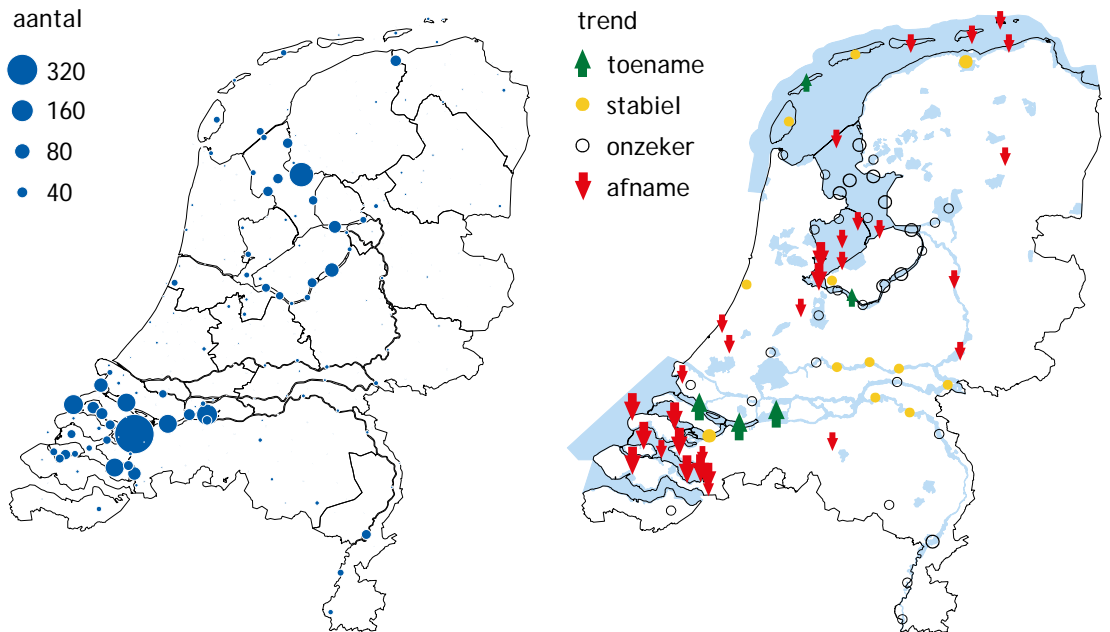 aantal
320
160
80
40
trend
toename
stabiel
onzeker
afname